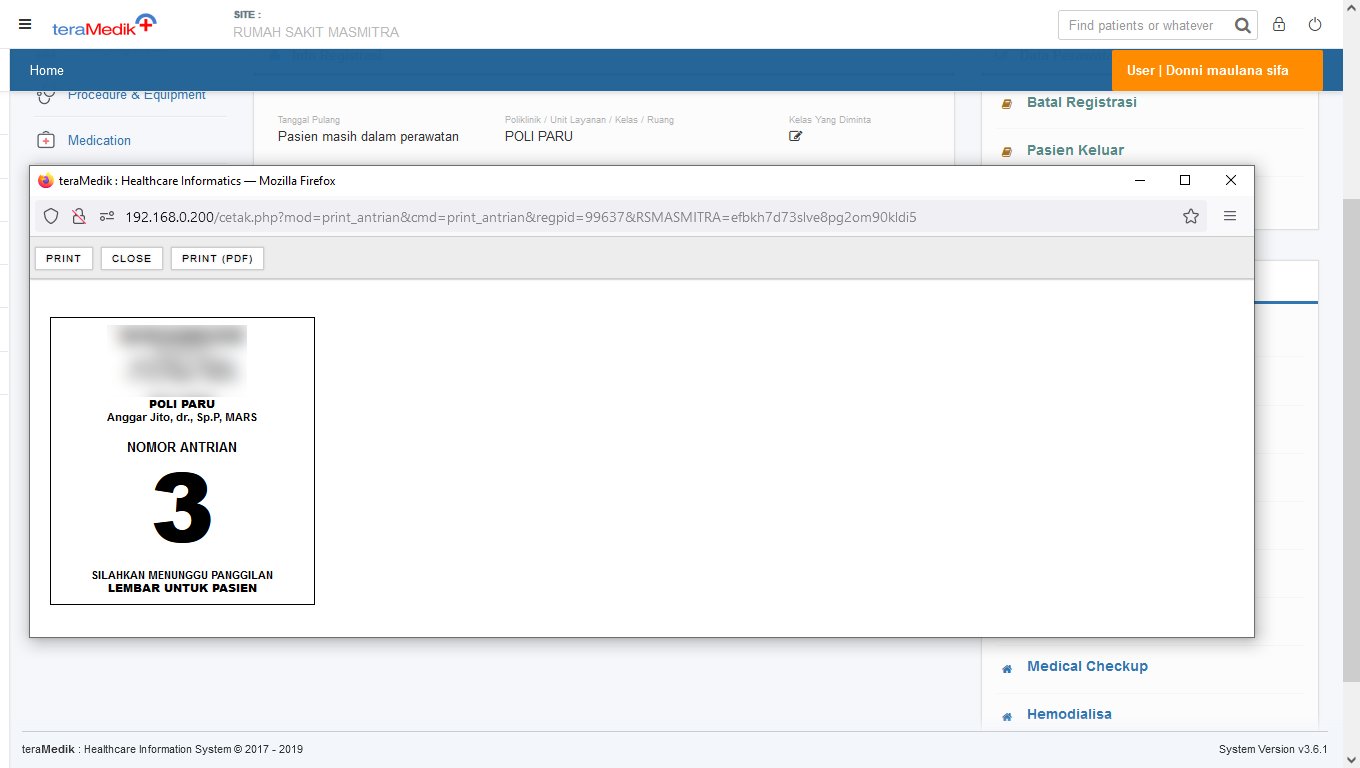 teraMedik
SITE :
RUMAH SAKIT MASMITRA
Find patients or whatever
Home
User | Donni maulana sifa
Procedure & Equipment
Medication
Tanggal Pulang
Pasien masih dalam perawatan
Poliklinik / Unit Layanan / Kelas / Ruang
POLI PARU
Kelas Yang Diminta
Batal Registrasi
Pasien Keluar
teraMedik : Healthcare Informatics — Mozilla Firefox
192.168.0.200/cetak.php?mod=print_antrian&cmd=print_antrian&regpid=99637&RSMASMITRA=efbkh7d73slve8pg2om90kldi5
PRINT
CLOSE
PRINT (PDF)
POLI PARU
Anggar Jito, dr., Sp.P, MARS
NOMOR ANTRIAN
3
SILAHKAN MENUNGGU PANGGILAN
LEMBAR UNTUK PASIEN
Medical Checkup
Hemodialisa
teraMedik : Healthcare Information System © 2017 - 2019
System Version v3.6.1